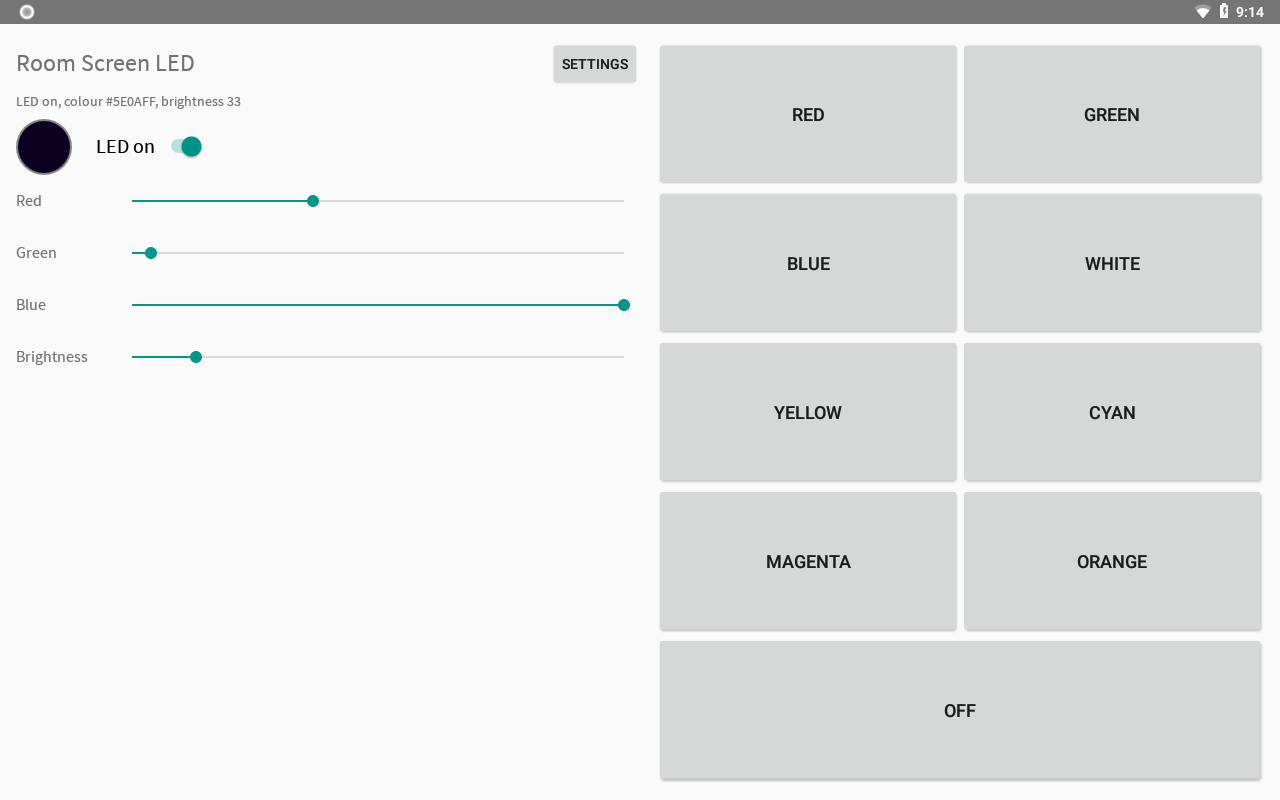 9:14
Room Screen LED
SETTINGS
LED on, colour #5E0AFF, brightness 33
LED on
Red
Green
Blue
Brightness
RED
GREEN
BLUE
WHITE
YELLOW
CYAN
MAGENTA
ORANGE
OFF